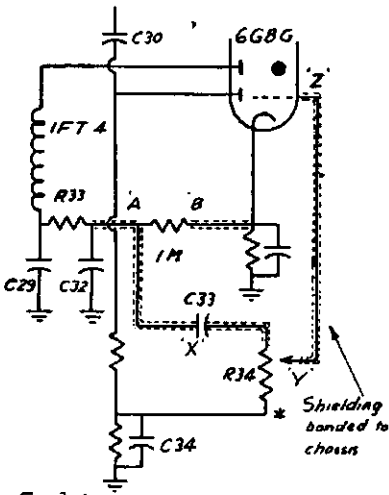 C30
6G8G
'Z'
IFT 4
R33
'A
'B
1M
C29
C32
C33
'X'
R34
'Y'
*
Shielding
bonded to
chassis
C34